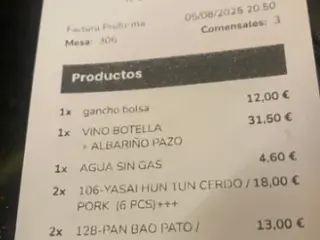 Factura Proforma
05/08/2025 20:50
Mesa: 306
Comensales: 3
Productos
1x gancho bolsa 12,00 €
1x VINO BOTELLA 31,50 €
» ALBARIÑO PAZO
1x AGUA SIN GAS 4,60 €
2x 106-YASAI HUN TUN CERDO / 18,00 €
PORK (6 PCS)+++
2x 128-PAN BAO PATO / 13,00 €